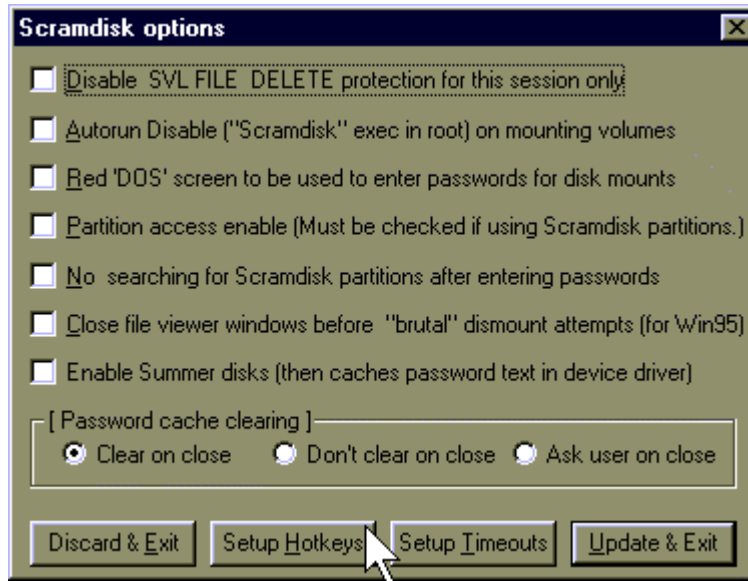 Scramdisk options
Disable SVL FILE DELETE protection for this session only
Autorun Disable ("Scramdisk" exec in root) on mounting volumes
Red 'DOS' screen to be used to enter passwords for disk mounts
Partition access enable (Must be checked if using Scramdisk partitions.)
No searching for Scramdisk partitions after entering passwords
Close file viewer windows before "brutal" dismount attempts (for Win95)
Enable Summer disks (then caches password text in device driver)
[ Password cache clearing ]
Clear on close Don't clear on close Ask user on close
Discard & Exit Setup Hotkeys Setup Timeouts Update & Exit